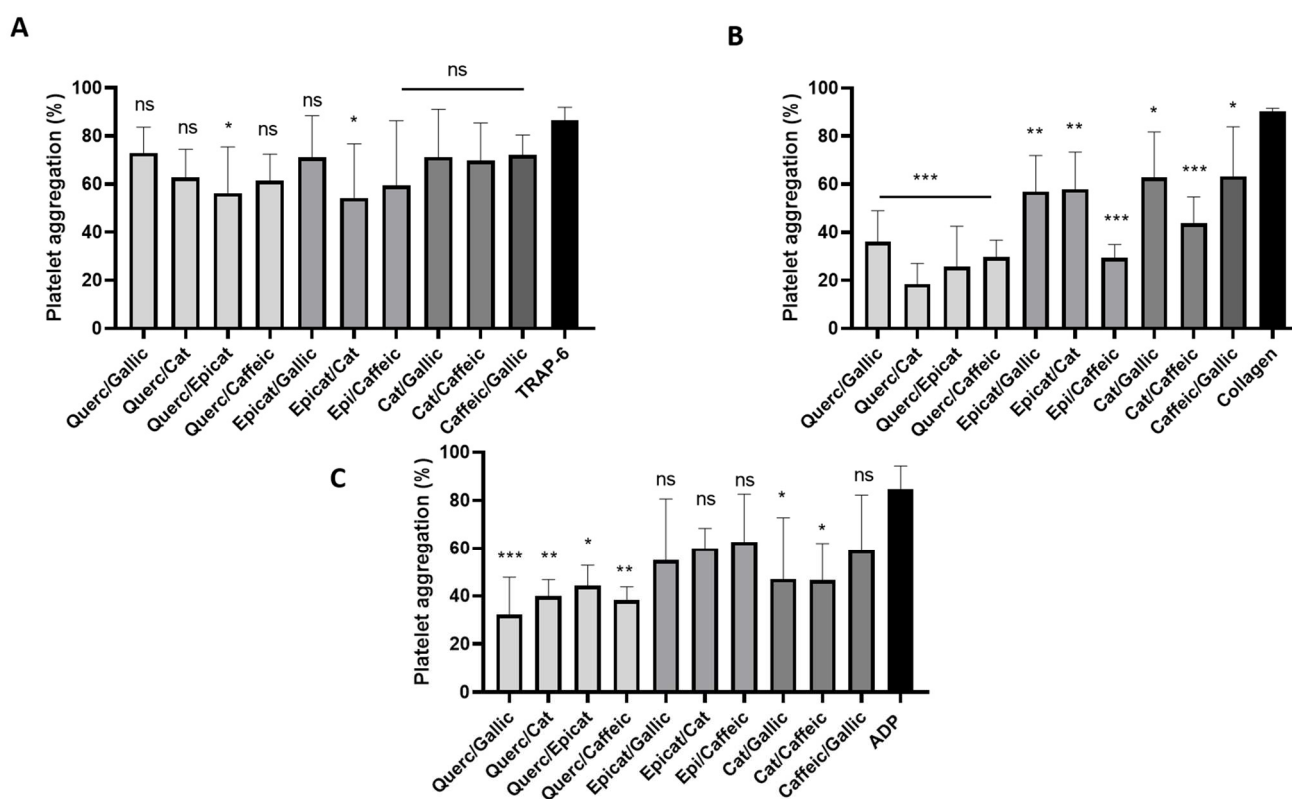 A
ns
ns ns * ns ns * ns
Platelet aggregation (%)
100
80
60
40
20
0
Querc/Gallic
Querc/Cat
Querc/Epicat
Querc/Caffeic
Epicat/Gallic
Epicat/Cat
Epi/Caffeic
Cat/Gallic
Cat/Caffeic
Caffeic/Gallic
TRAP-6
B
*** ** ** *** * *** *
Platelet aggregation (%)
100
80
60
40
20
0
Querc/Gallic
Querc/Cat
Querc/Epicat
Querc/Caffeic
Epicat/Gallic
Epicat/Cat
Epi/Caffeic
Cat/Gallic
Cat/Caffeic
Caffeic/Gallic
Collagen
C
*** ** * ** ns ns ns * * ns
Platelet aggregation (%)
100
80
60
40
20
0
Querc/Gallic
Querc/Cat
Querc/Epicat
Querc/Caffeic
Epicat/Gallic
Epicat/Cat
Epi/Caffeic
Cat/Gallic
Cat/Caffeic
Caffeic/Gallic
ADP